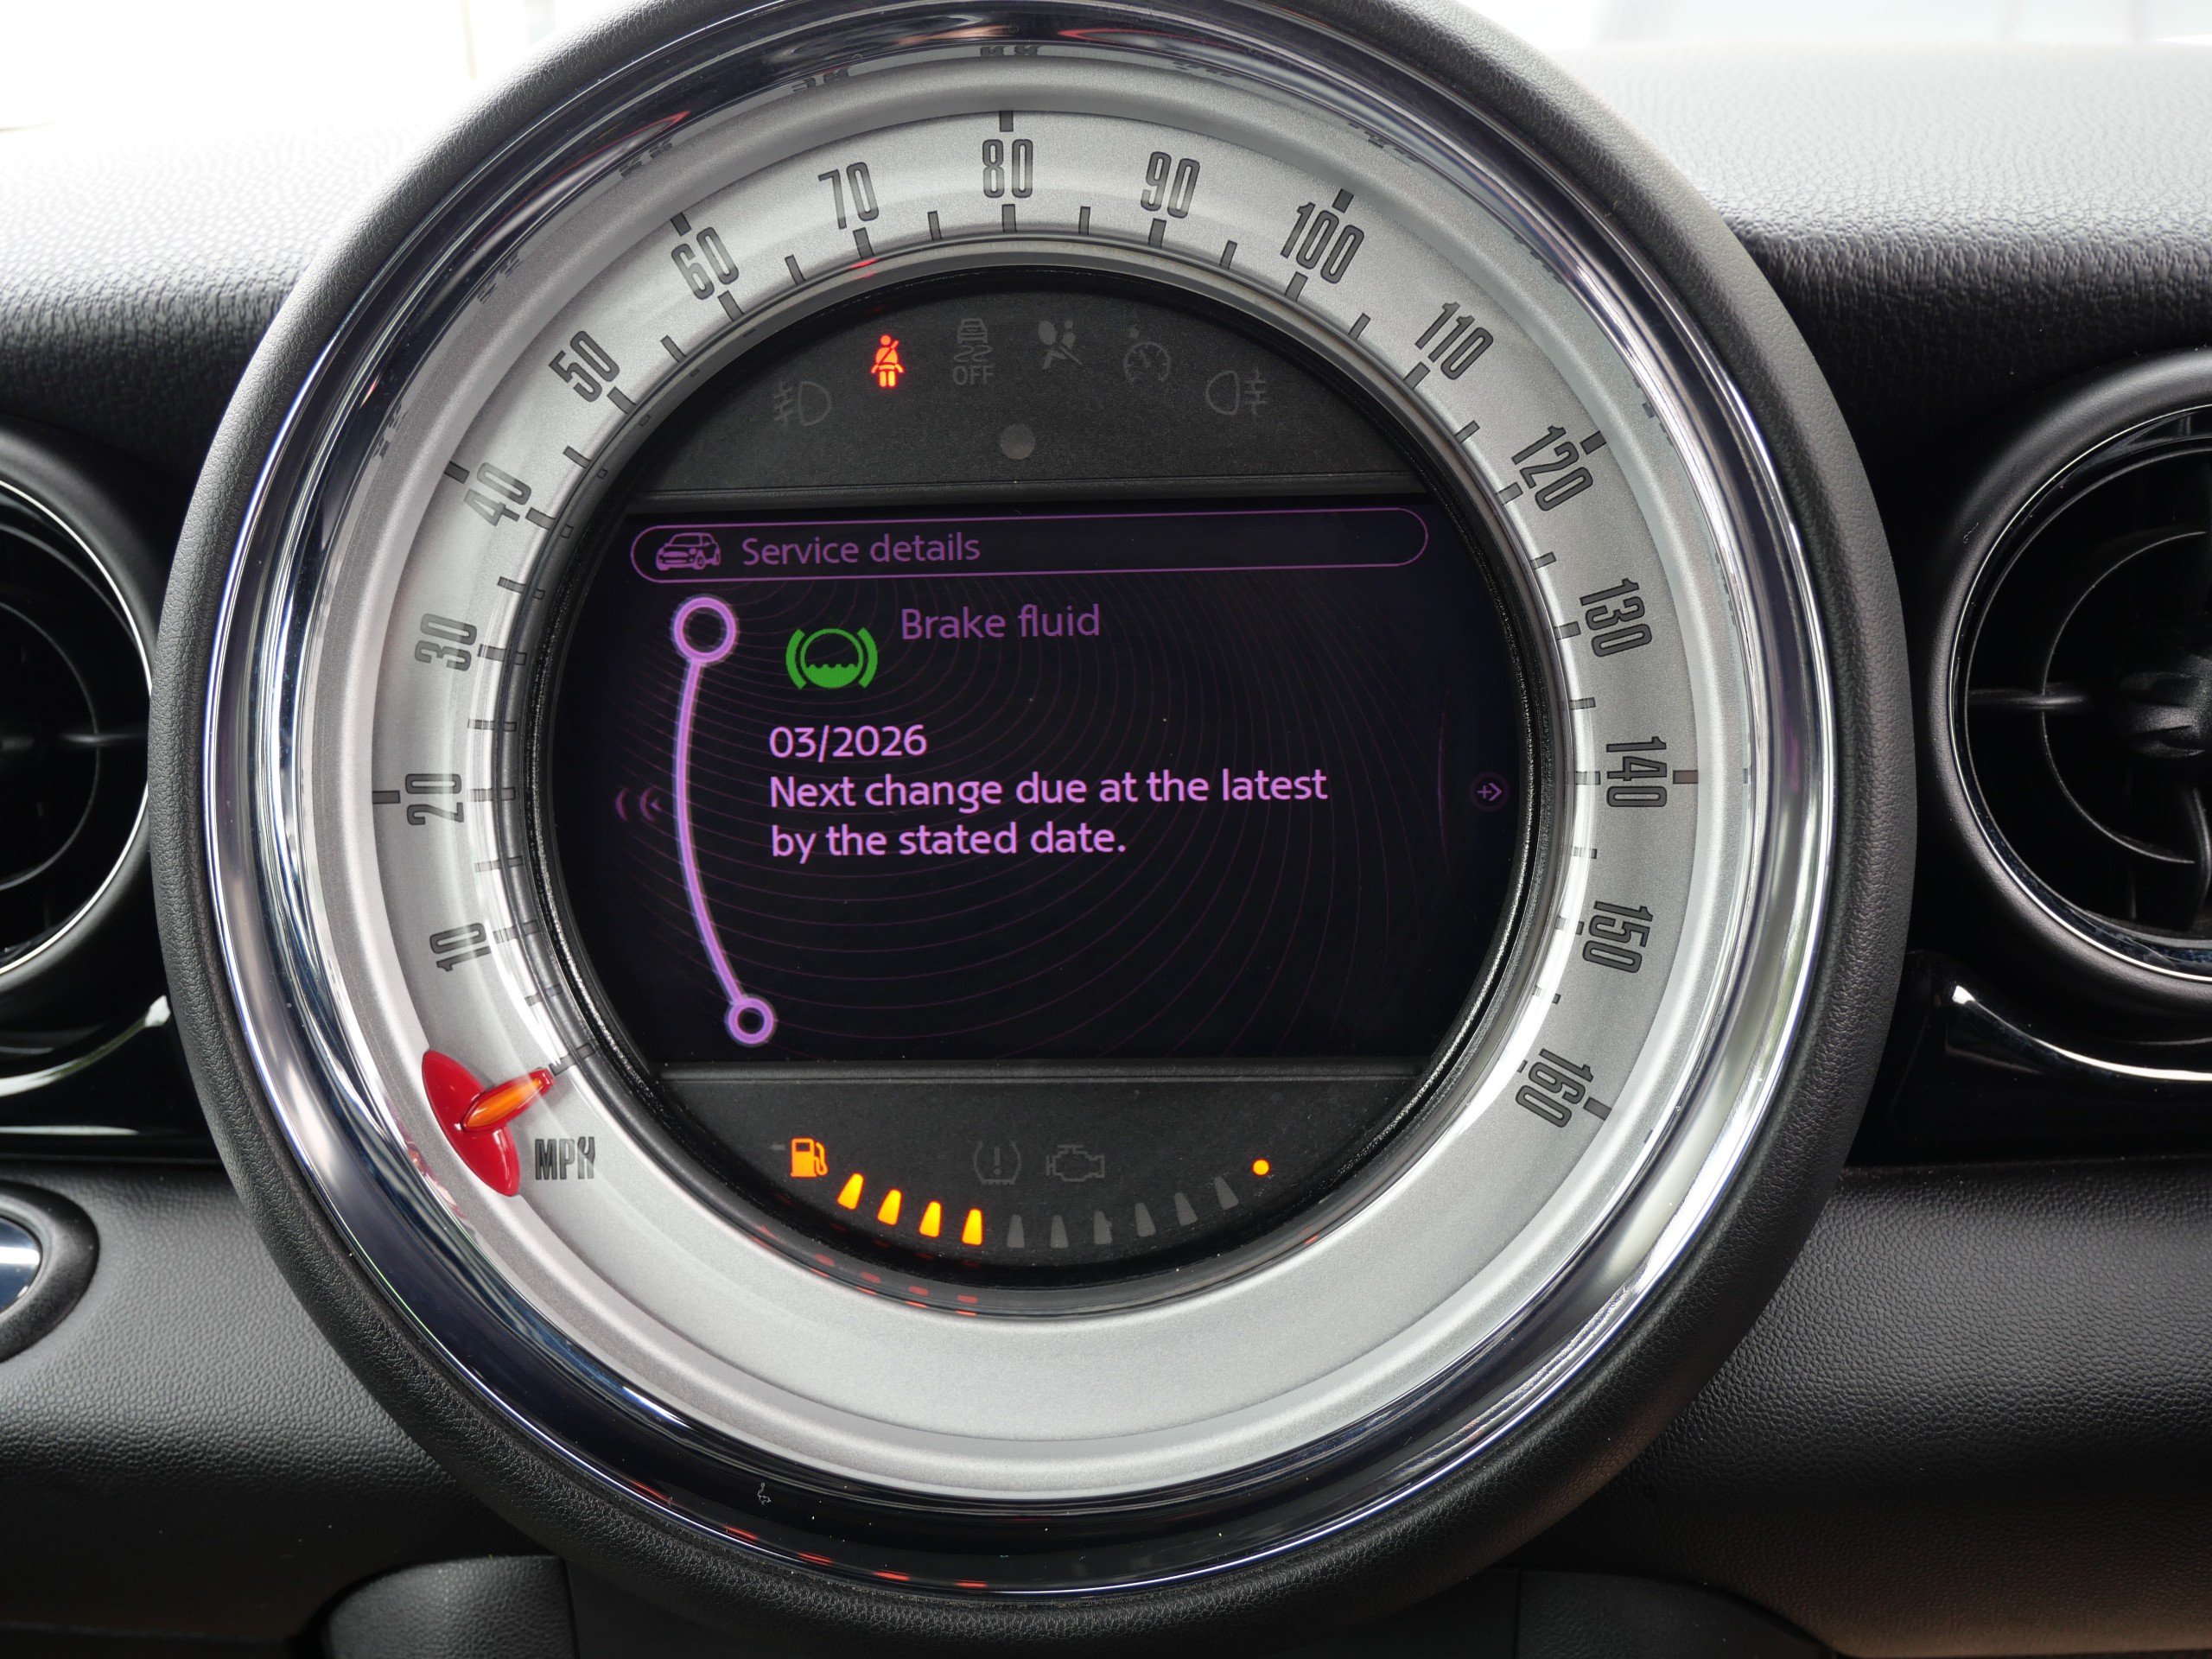 80
70
90
60
100
50
110
40
120
30
130
20
140
10
150
160
MPH
OFF
Service details
Brake fluid
03/2026
Next change due at the latest
by the stated date.